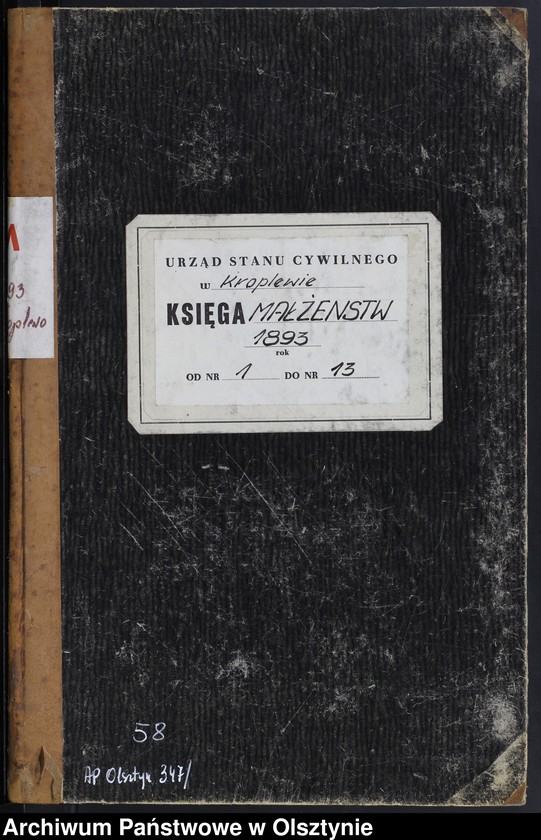 URZĄD STANU CYWILNEGO
w Kroplewie
KSIĘGA MAŁŻENSTW
1893
rok
OD NR 1 DO NR 13
M
93
58
AP Olsztyn 347/
Archiwum Państwowe w Olsztynie